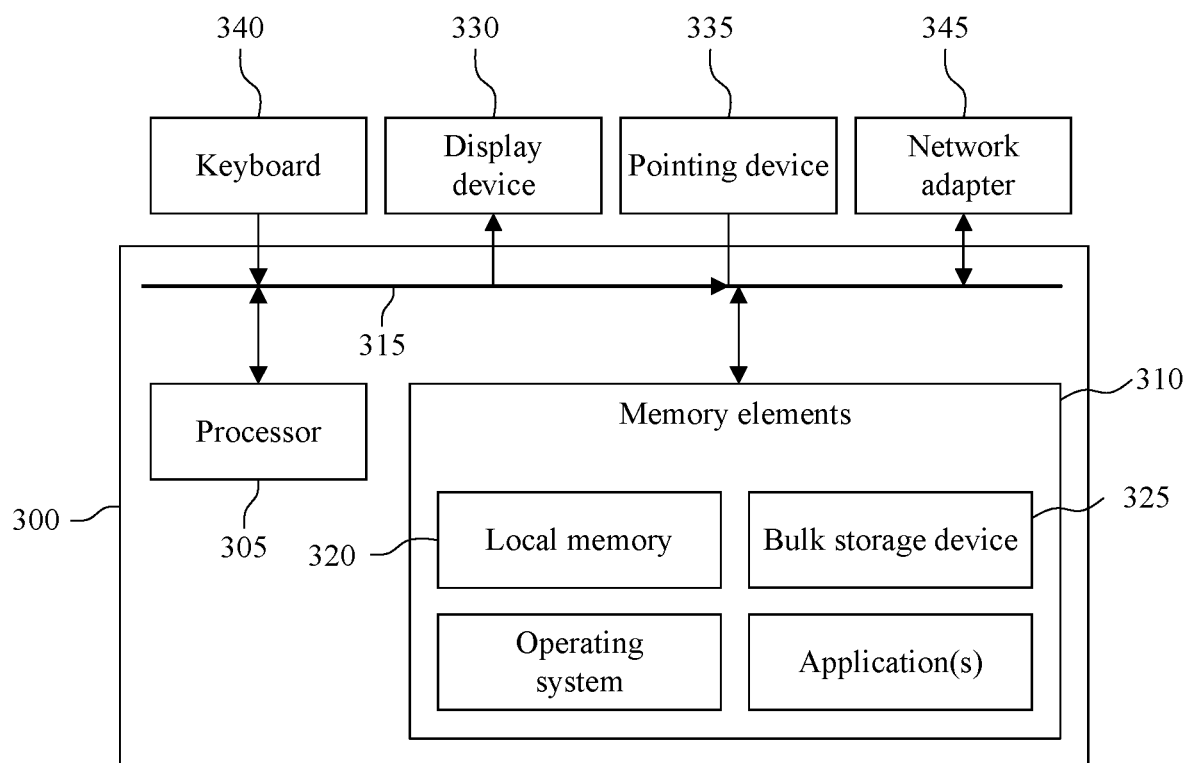 340
330
335
345
Keyboard
Display
device
Pointing device
Network
adapter
315
310
Memory elements
Processor
300
305
320
Local memory
Bulk storage device
325
Operating
system
Application(s)